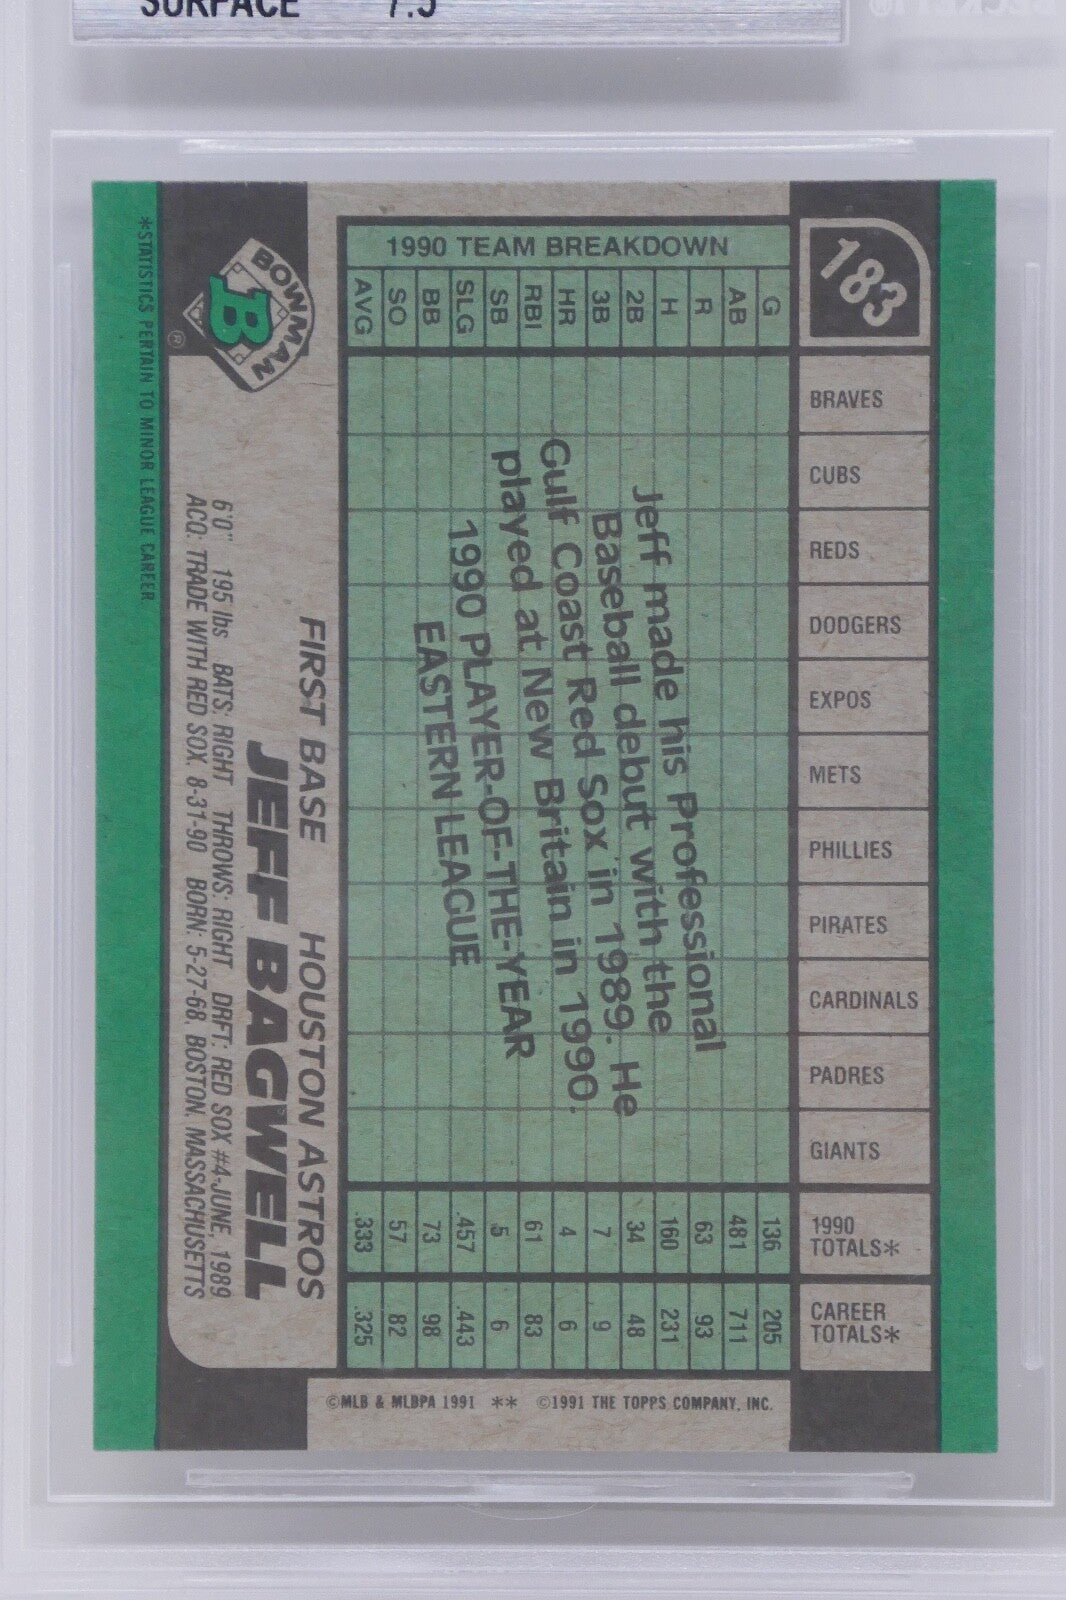 SURFACE 7.5
BECKETT®
183
BRAVES
CUBS
REDS
DODGERS
EXPOS
METS
PHILLIES
PIRATES
CARDINALS
PADRES
GIANTS
1990 TOTALS*
CAREER TOTALS*
1990 TEAM BREAKDOWN
G 136 205
AB 481 711
R 63 93
H 160 231
2B 34 48
3B 7 9
HR 4 6
RBI 61 83
SB 5 6
SLG .457 .443
BB 73 98
SO 57 82
AVG .333 .325
Jeff made his Professional
Baseball debut with the
Gulf Coast Red Sox in 1989. He
played at New Britain in 1990.
1990 PLAYER-OF-THE-YEAR
EASTERN LEAGUE
BOWMAN
B
®
FIRST BASE HOUSTON ASTROS
JEFF BAGWELL
6'0" 195 lbs BATS: RIGHT THROWS: RIGHT DRFT: RED SOX #4-JUNE, 1989
ACQ: TRADE WITH RED SOX, 8-31-90 BORN: 5-27-68, BOSTON, MASSACHUSETTS
*STATISTICS PERTAIN TO MINOR LEAGUE CAREER
©MLB & MLBPA 1991 ** ©1991 THE TOPPS COMPANY, INC.